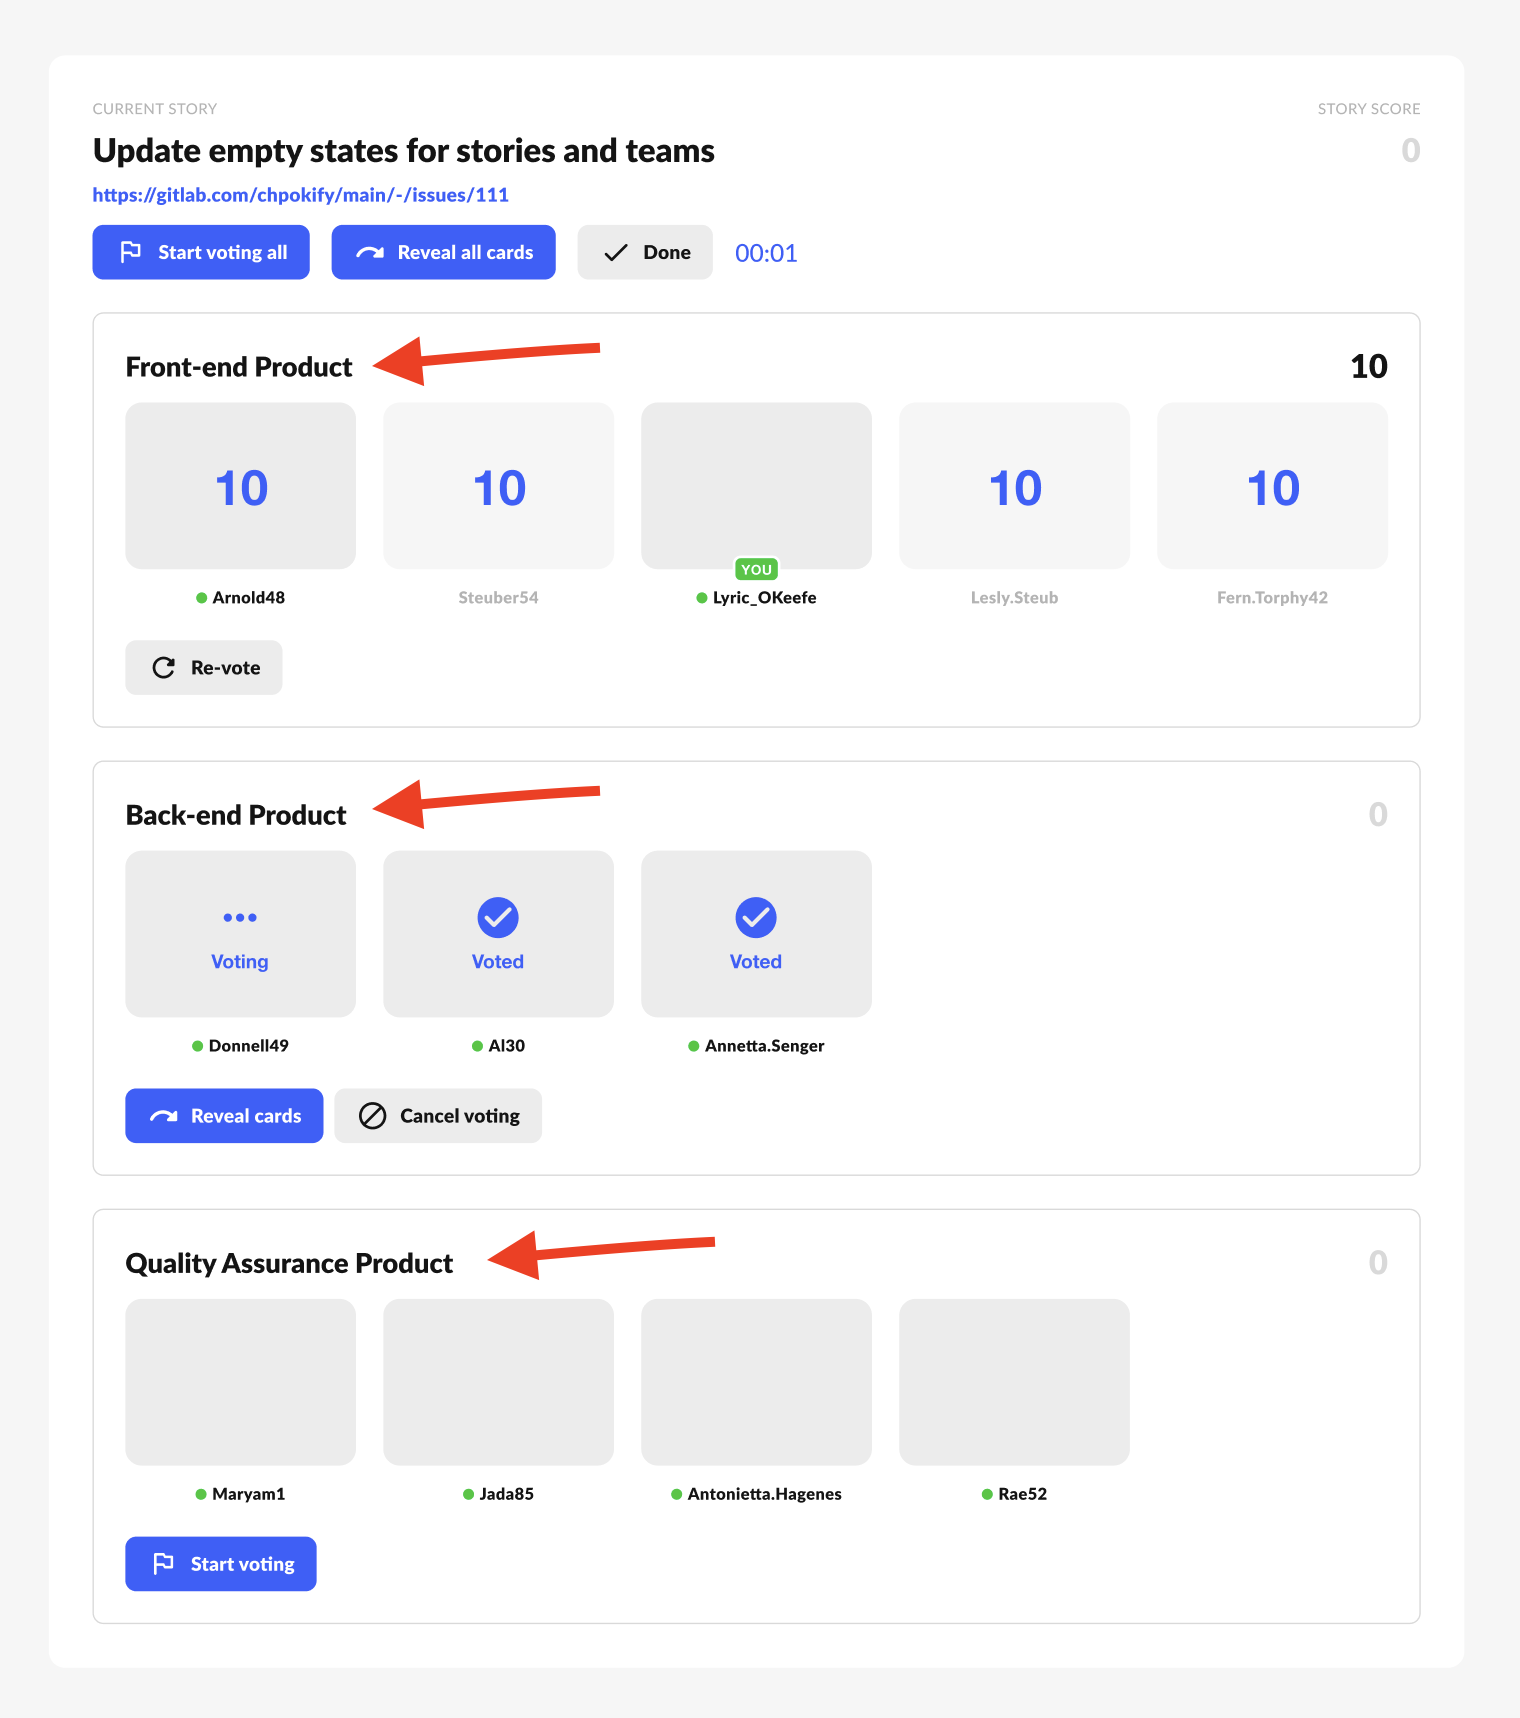 CURRENT STORY
STORY SCORE
Update empty states for stories and teams
0
https://gitlab.com/chpokify/main/-/issues/111
Start voting all
Reveal all cards
Done
00:01
Front-end Product
10
10
10
10
10
YOU
Arnold48
Steuber54
Lyric_OKeefe
Lesly.Steub
Fern.Torphy42
Re-vote
Back-end Product
0
Voting
Voted
Voted
Donnell49
Al30
Annetta.Senger
Reveal cards
Cancel voting
Quality Assurance Product
0
Maryam1
Jada85
Antonietta.Hagenes
Rae52
Start voting